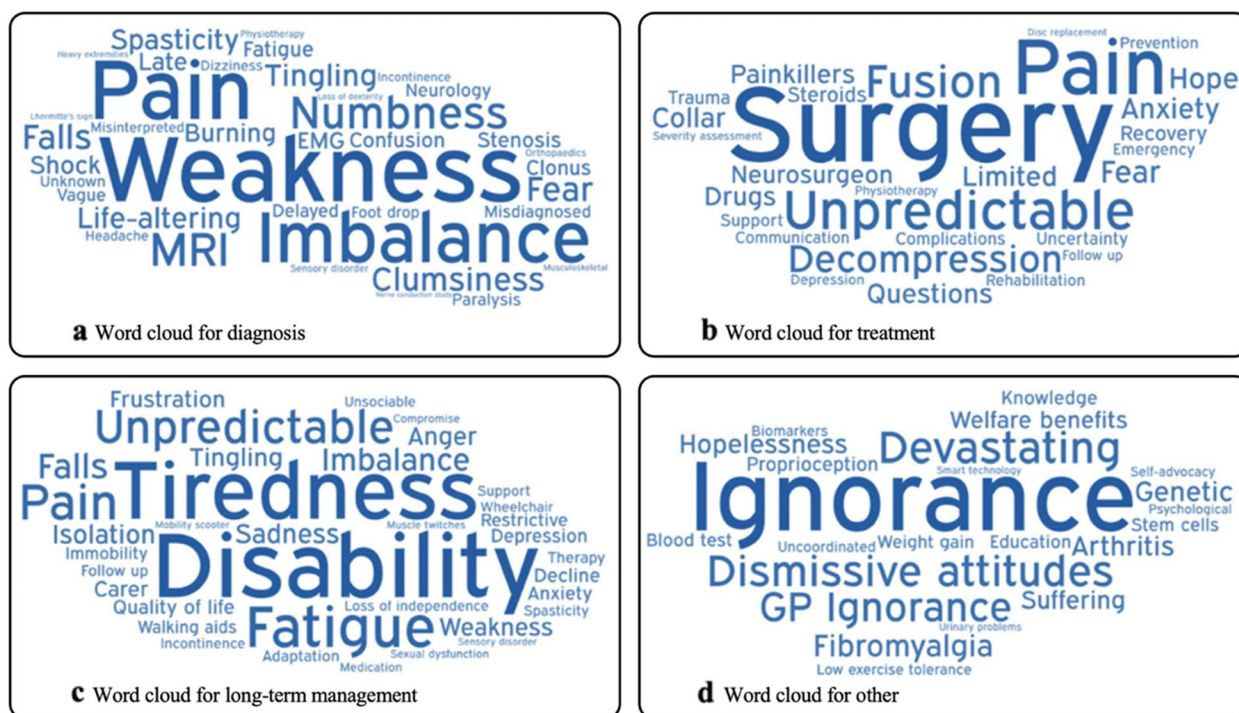 Spasticity Physiotherapy
Heavy extremities Fatigue
Late Dizziness
Pain Tingling Incontinence
Neurology
Loss of dexterity
Numbness
Lhermitte's sign
Misinterpreted Burning
Falls EMG Confusion Stenosis
Orthopaedics
Shock Weakness Clonus
Unknown
Vague Fear
Life-altering Delayed Foot drop Misdiagnosed
Headache MRI Imbalance
Sensory disorder Musculoskeletal
Clumsiness
Nerve conduction study Paralysis
a Word cloud for diagnosis
Disc replacement
Pain Prevention
Painkillers Fusion Hope
Trauma Steroids
Collar Surgery Anxiety
Severity assessment Recovery
Emergency
Neurosurgeon Limited Fear
Physiotherapy
Drugs Unpredictable
Support
Communication Complications Uncertainty
Decompression Follow up
Depression Rehabilitation
Questions
b Word cloud for treatment
Frustration Unsociable
Unpredictable Compromise
Anger
Tingling Imbalance
Falls Tiredness
Pain Support
Wheelchair
Mobility scooter Muscle twitches Restrictive
Isolation Sadness Depression
Immobility Disability Therapy
Follow up Decline
Carer Anxiety
Quality of life Loss of independence Spasticity
Walking aids Fatigue Weakness
Incontinence Sensory disorder
Adaptation Sexual dysfunction
Medication
c Word cloud for long-term management
Knowledge
Welfare benefits
Biomarkers
Hopelessness Devastating
Proprioception Smart technology Self-advocacy
Ignorance Genetic
Psychological
Stem cells
Blood test Uncoordinated Weight gain Education Arthritis
Dismissive attitudes
GP Ignorance Suffering
Urinary problems
Fibromyalgia
Low exercise tolerance
d Word cloud for other